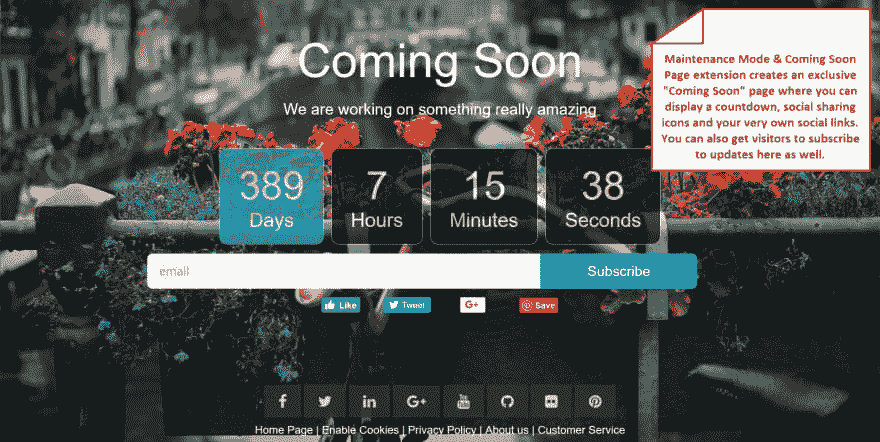 Coming Soon
We are working on something really amazing
Maintenance Mode & Coming Soon
Page extension creates an exclusive
"Coming Soon" page where you can
display a countdown, social sharing
icons and your very own social links.
You can also get visitors to subscribe
to updates here as well.
389 7 15 38
Days Hours Minutes Seconds
email Subscribe
Like Tweet G+ Save
f in G+ You Tube
Home Page | Enable Cookies | Privacy Policy | About us | Customer Service